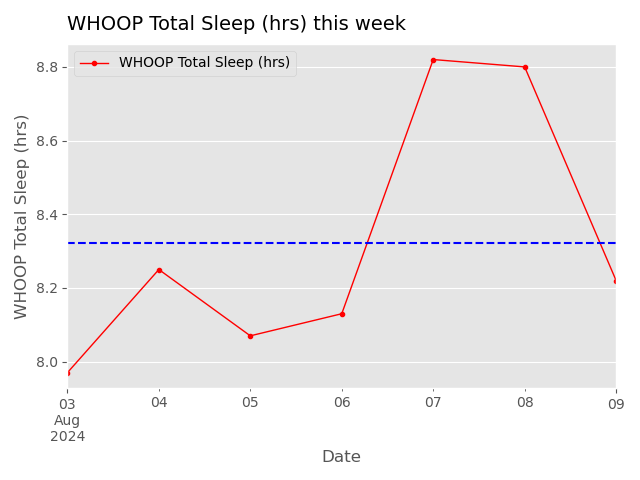 WHOOP Total Sleep (hrs) this week
WHOOP Total Sleep (hrs)
WHOOP Total Sleep (hrs)
8.8
8.6
8.4
8.2
8.0
03
Aug
2024
04
05
06
07
08
09
Date